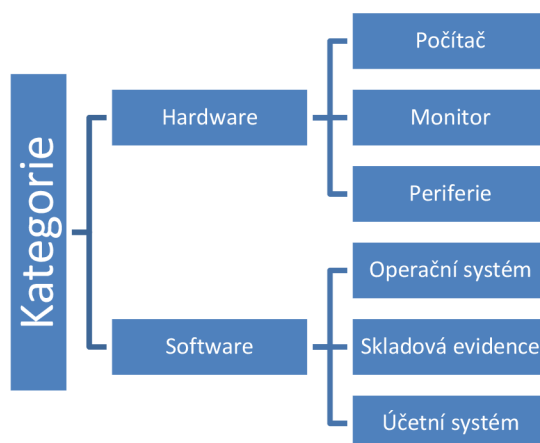 Kategorie
Hardware
Počítač
Monitor
Periferie
Software
Operační systém
Skladová evidence
Účetní systém